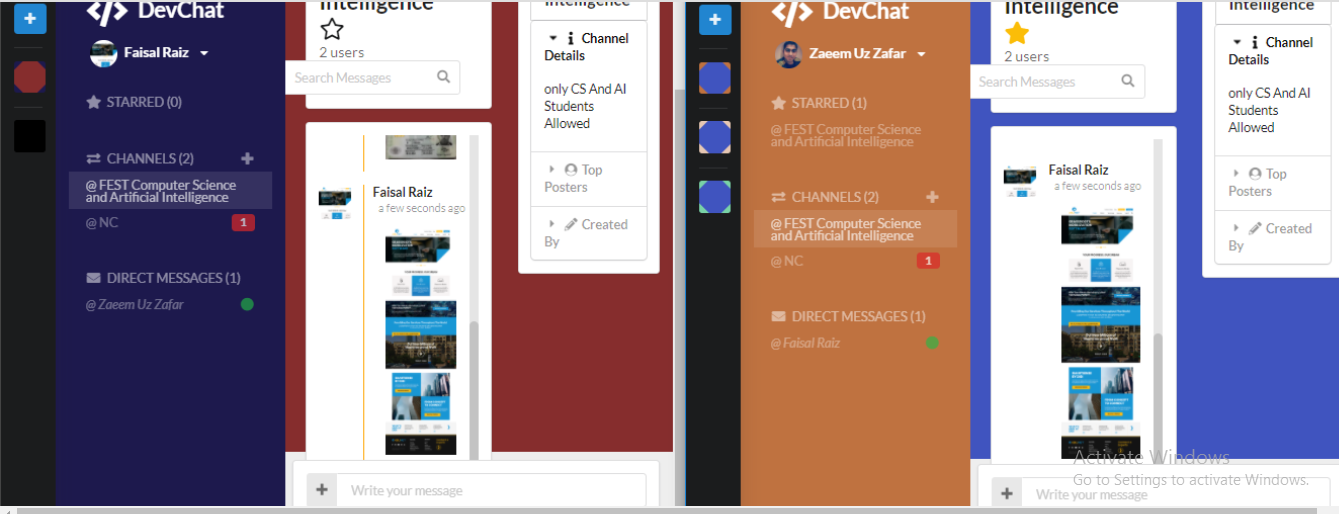 DevChat
Faisal Raiz
STARRED (0)
CHANNELS (2)
@ FEST Computer Science
and Artificial Intelligence
@ NC
1
DIRECT MESSAGES (1)
@ Zaeem Uz Zafar
Intelligence
2 users
Search Messages
Faisal Raiz
a few seconds ago
Write your message
Intelligence
Channel
Details
only CS And AI
Students
Allowed
Top
Posters
Created
By
DevChat
Zaeem Uz Zafar
STARRED (1)
@ FEST Computer Science
and Artificial Intelligence
CHANNELS (2)
@ FEST Computer Science
and Artificial Intelligence
@ NC
1
DIRECT MESSAGES (1)
@ Faisal Raiz
Intelligence
2 users
Search Messages
Faisal Raiz
a few seconds ago
Write your message
Intelligence
Channel
Details
only CS And AI
Students
Allowed
Top
Posters
Created
By
Activate Windows
Go to Settings to activate Windows.